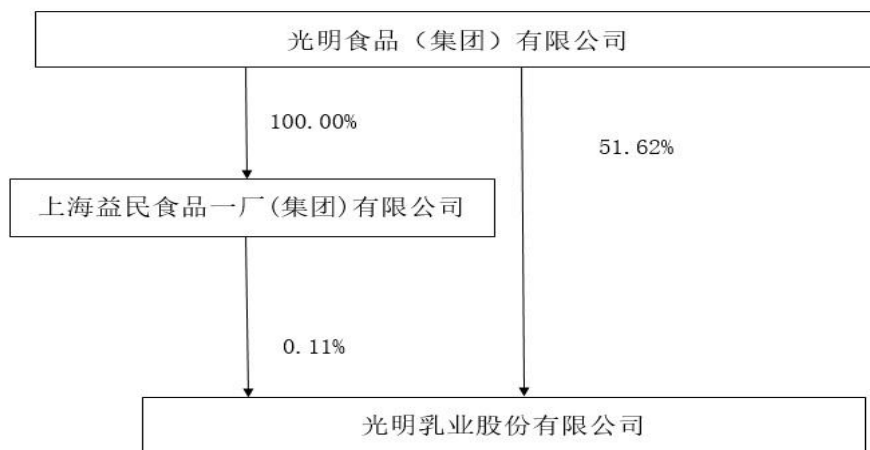 光明食品（集团）有限公司
100.00%
51.62%
上海益民食品一厂(集团)有限公司
0.11%
光明乳业股份有限公司